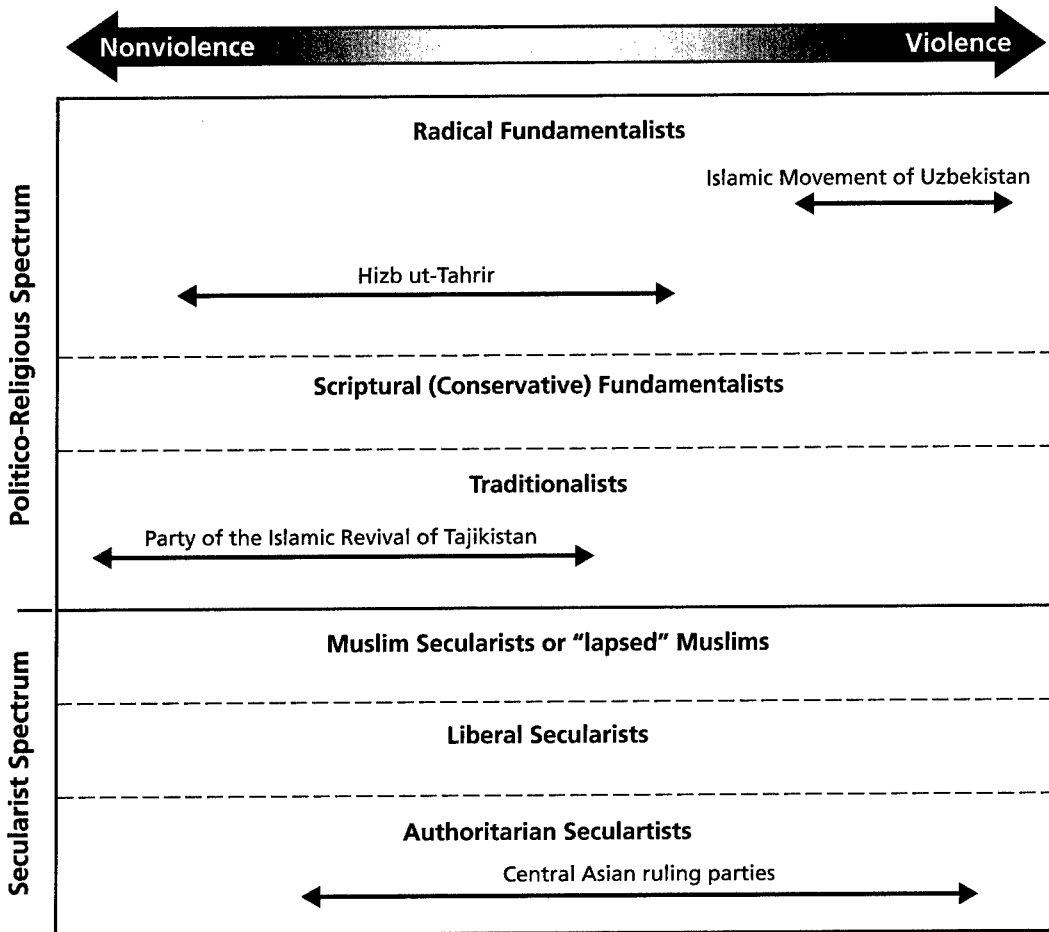 Nonviolence Violence
Politico-Religious Spectrum
Radical Fundamentalists
Islamic Movement of Uzbekistan
Hizb ut-Tahrir
Scriptural (Conservative) Fundamentalists
Traditionalists
Party of the Islamic Revival of Tajikistan
Secularist Spectrum
Muslim Secularists or “lapsed” Muslims
Liberal Secularists
Authoritarian Seculartists
Central Asian ruling parties